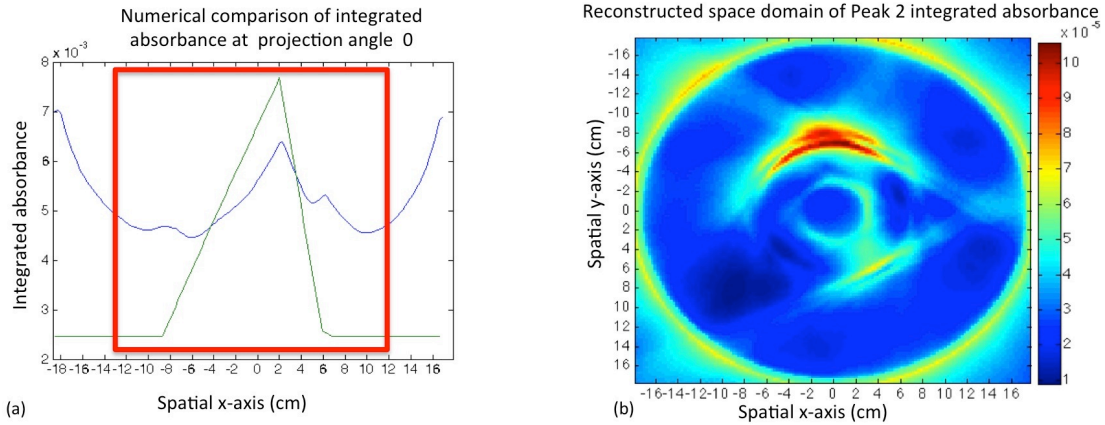 Numerical comparison of integrated
absorbance at projection angle 0
8 x 10⁻³
7
6
5
4
3
2
Integrated absorbance
-18 -16 -14 -12 -10 -8 -6 -4 -2 0 2 4 6 8 10 12 14 16
Spatial x-axis (cm)
(a)
Reconstructed space domain of Peak 2 integrated absorbance
x 10⁻⁵
-16
-14
-12
-10
-8
-6
-4
-2
0
2
4
6
8
10
12
14
16
Spatial y-axis (cm)
-16 -14 -12 -10 -8 -6 -4 -2 0 2 4 6 8 10 12 14 16
Spatial x-axis (cm)
10
9
8
7
6
5
4
3
2
1
(b)